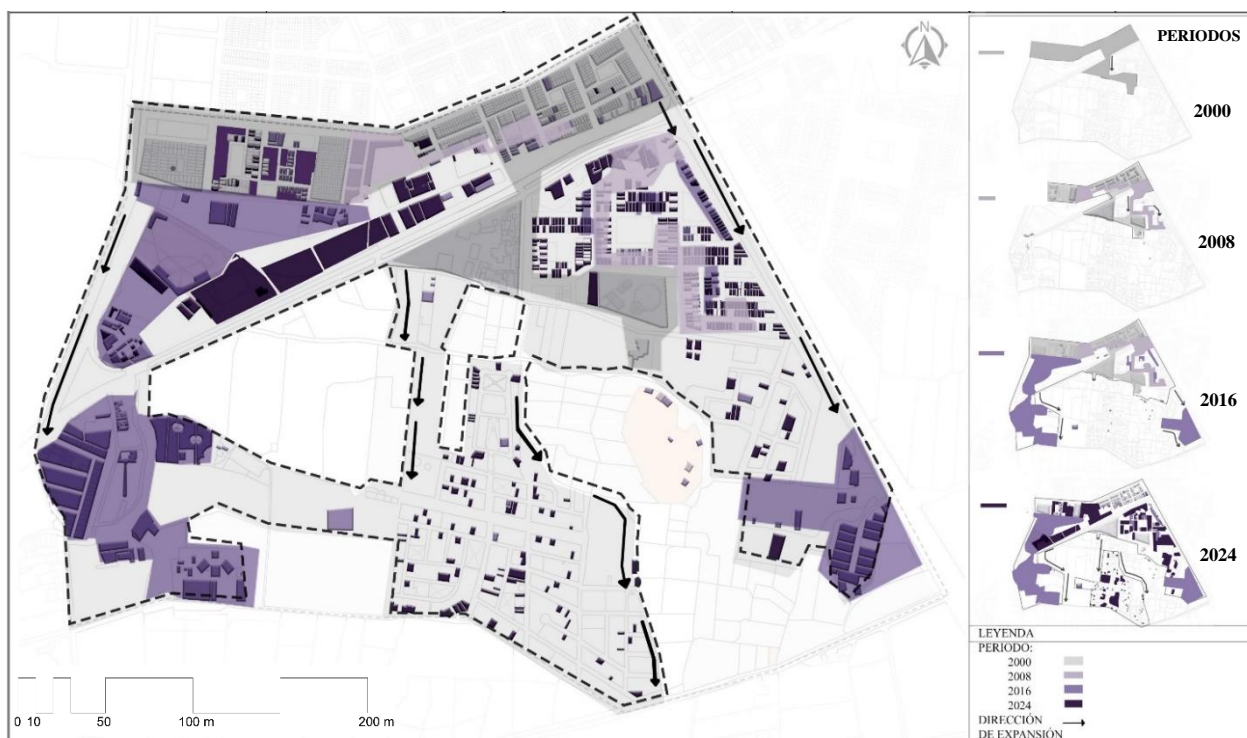 N
PERIODOS
2000
2008
2016
2024
LEYENDA
PERIODO:
2000
2008
2016
2024
DIRECCIÓN
DE EXPANSIÓN
0 10 50 100 m 200 m